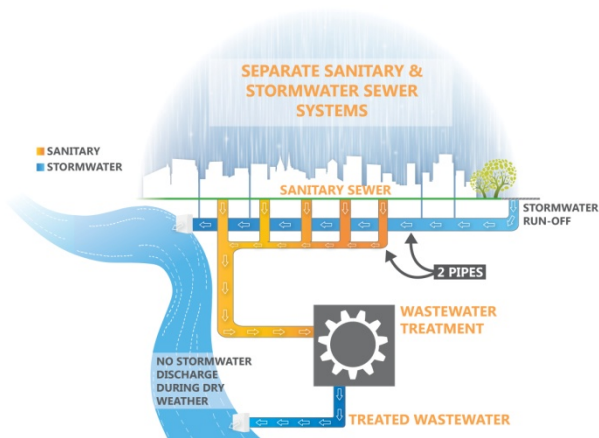 SEPARATE SANITARY &
STORMWATER SEWER
SYSTEMS
SANITARY
STORMWATER
SANITARY SEWER
STORMWATER
RUN-OFF
2 PIPES
WASTEWATER
TREATMENT
NO STORMWATER
DISCHARGE
DURING DRY
WEATHER
TREATED WASTEWATER